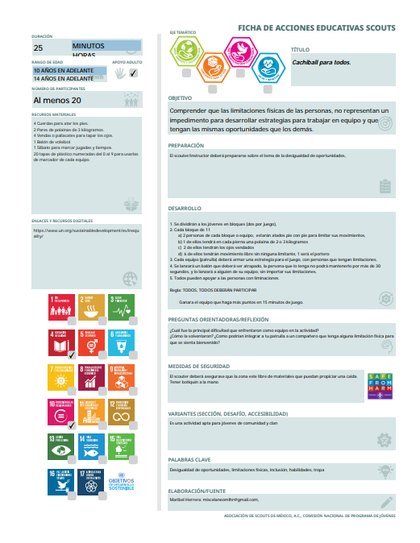 FICHA DE ACCIONES EDUCATIVAS SCOUTS
DURACIÓN
25
MINUTOS
HORAS
RANGO DE EDAD
APOYO ADULTO
10 AÑOS EN ADELANTE
14 AÑOS EN ADELANTE
NÚMERO DE PARTICIPANTES
Al menos 20
RECURSOS MATERIALES
4 Cuerdas para atar los pies.
2 Pares de polainas de 3 kilogramos.
4 Vendas o paliacates para tapar los ojos.
1 Balón de voleibol
1 Silbato para marcar jugadas y tiempos.
20 tapas de plástico numeradas del 0 al 9 para usarlas
de marcador de cada equipo.
ENLACES Y RECURSOS DIGITALES
EJE TEMÁTICO
TÍTULO
Cachibafl para todos.
OBJETIVO
Comprender que las limitaciones físicas de las personas, no representan un
impedimento para desarrollar estrategias para trabajar en equipo y que
tengan las mismas oportunidades que los demás.
PREPARACIÓN
El scouter/instructor deberá prepararse sobre el tema de la desigualdad de oportunidades.
DESARROLLO
1. Se dividirán a los jóvenes en bloques (dos por juego).
2. Cada bloque de 11
a) 2 personas de cada bloque o equipo, estarán atados pie con pie para limitar sus movimientos.
b) 1 de ellos tendrá en cada pierna una polaina de 2 o 3 kilogramos
c) 2 de ellos tendrán los ojos vendados
d) 6 de ellos tendrán movimiento libre sin ninguna limitante, 1 será el portero
3. Cada equipo (patrulla) deberá armar una estrategia para el juego, con personas que tengan limitaciones.
4. Se lanzará un balón que deberá ser atrapado, la persona que lo tenga no podrá mantenerlo por más de 30
segundos, y lo lanzará a alguien de su equipo, sin importar sus limitaciones
5. Todos pueden apoyar a las personas con limitaciones
Regla: TODOS, TODOS DEBERÁN PARTICIPAR
Ganara el equipo que haga más puntos en 15 minutos de juego.
PREGUNTAS ORIENTADORAS/REFLEXIÓN
¿Cuál fue la principal dificultad que enfrentaron como equipo en la actividad?
¿Cómo la solventaron? ¿Cómo podrían integrar a tu patrulla a un compañero que tenga alguna limitación física para
que se sienta bienvenido?
MEDIDAS DE SEGURIDAD
El scouter deberá asegurarse que la zona este libre de materiales que puedan propiciar una caída.
Tener botiquín a la mano
SAFE
FROM
HARM
VARIANTES (SECCIÓN, DESAFÍO, ACCESIBILIDAD)
Es una actividad apta para jóvenes de comunidad y clan
PALABRAS CLAVE
Desigualdad de oportunidades, limitaciones físicas, inclusión, habilidades, tropa
ELABORACIÓN/FUENTE
OBJETIVOS
ASOCIACIÓN DE SCOUTS DE MÉXICO, A.C., COMISIÓN NACIONAL DE PROGRAMA DE JÓVENES